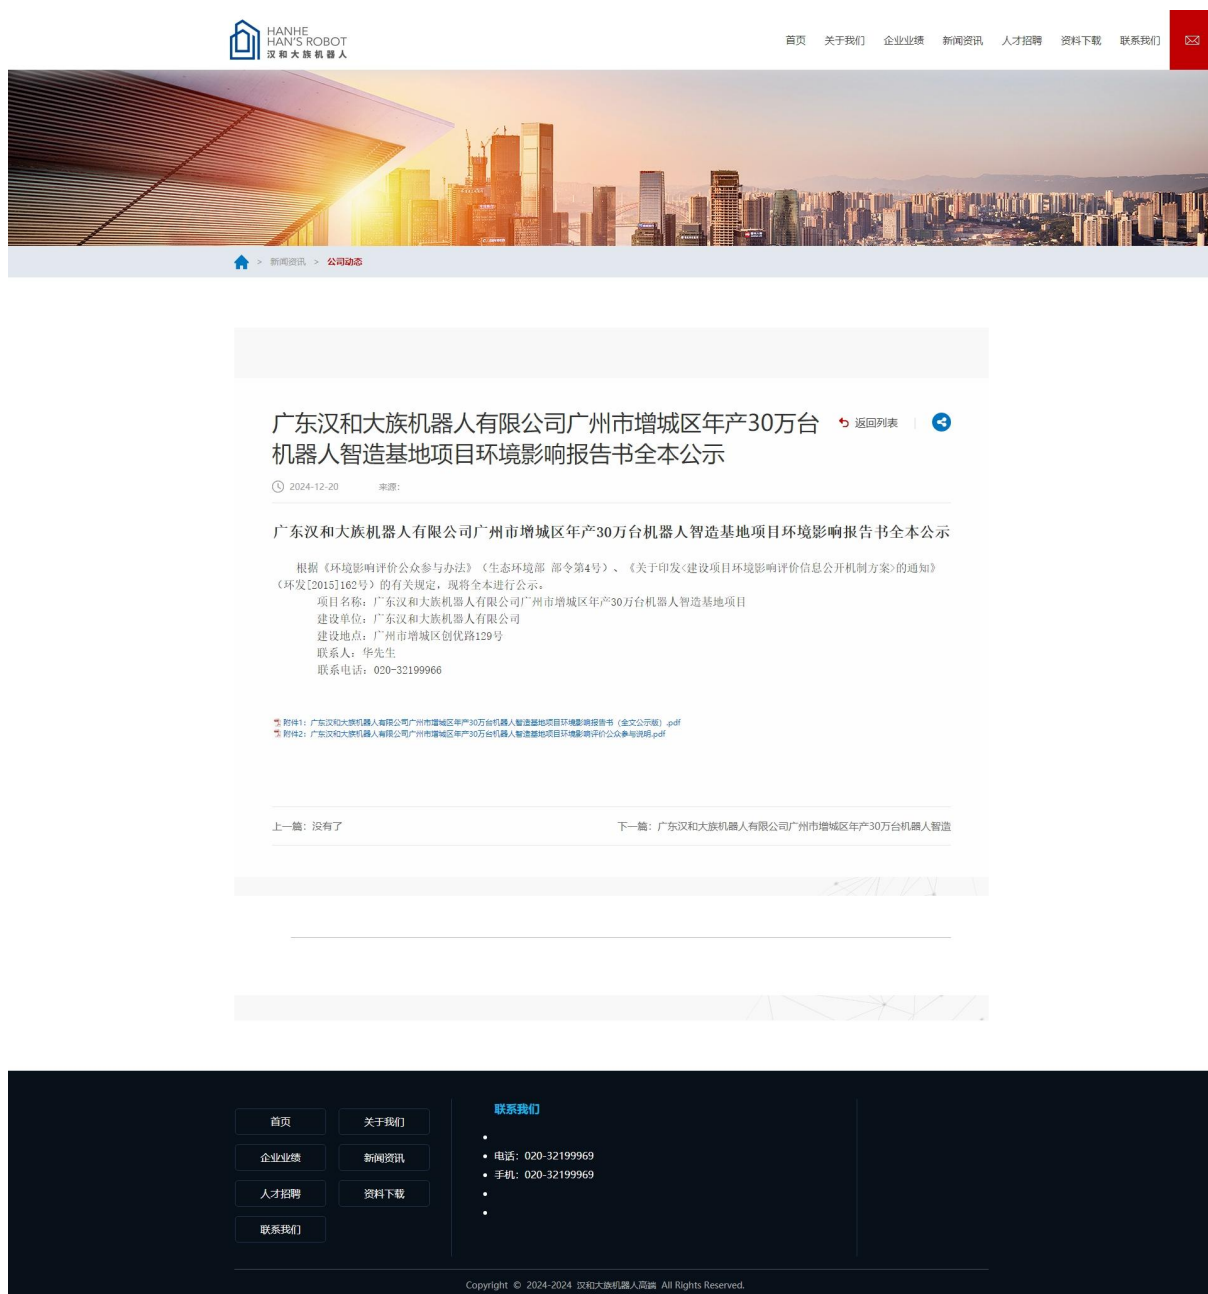 HANHE
HAN'S ROBOT
汉和大族机器人
首页 关于我们 企业业绩 新闻资讯 人才招聘 资料下载 联系我们
> 新闻资讯 > 公司动态
广东汉和大族机器人有限公司广州市增城区年产30万台
机器人智造基地项目环境影响报告书全本公示
返回列表
2024-12-20 来源：
广东汉和大族机器人有限公司广州市增城区年产30万台机器人智造基地项目环境影响报告书全本公示
根据《环境影响评价公众参与办法》（生态环境部 部令第4号）、《关于印发<建设项目环境影响评价信息公开机制方案>的通知》
（环发[2015]162号）的有关规定，现将全本进行公示。
项目名称：广东汉和大族机器人有限公司广州市增城区年产30万台机器人智造基地项目
建设单位：广东汉和大族机器人有限公司
建设地点：广州市增城区创优路129号
联系人：华先生
联系电话：020-32199966
附件1：广东汉和大族机器人有限公司广州市增城区年产30万台机器人智造基地项目环境影响报告书（全文公示版）.pdf
附件2：广东汉和大族机器人有限公司广州市增城区年产30万台机器人智造基地项目环境影响评价公众参与说明.pdf
上一篇：没有了
下一篇：广东汉和大族机器人有限公司广州市增城区年产30万台机器人智造
首页 关于我们
企业业绩 新闻资讯
人才招聘 资料下载
联系我们
联系我们
电话：020-32199969
手机：020-32199969
Copyright © 2024-2024 汉和大族机器人高端 All Rights Reserved.